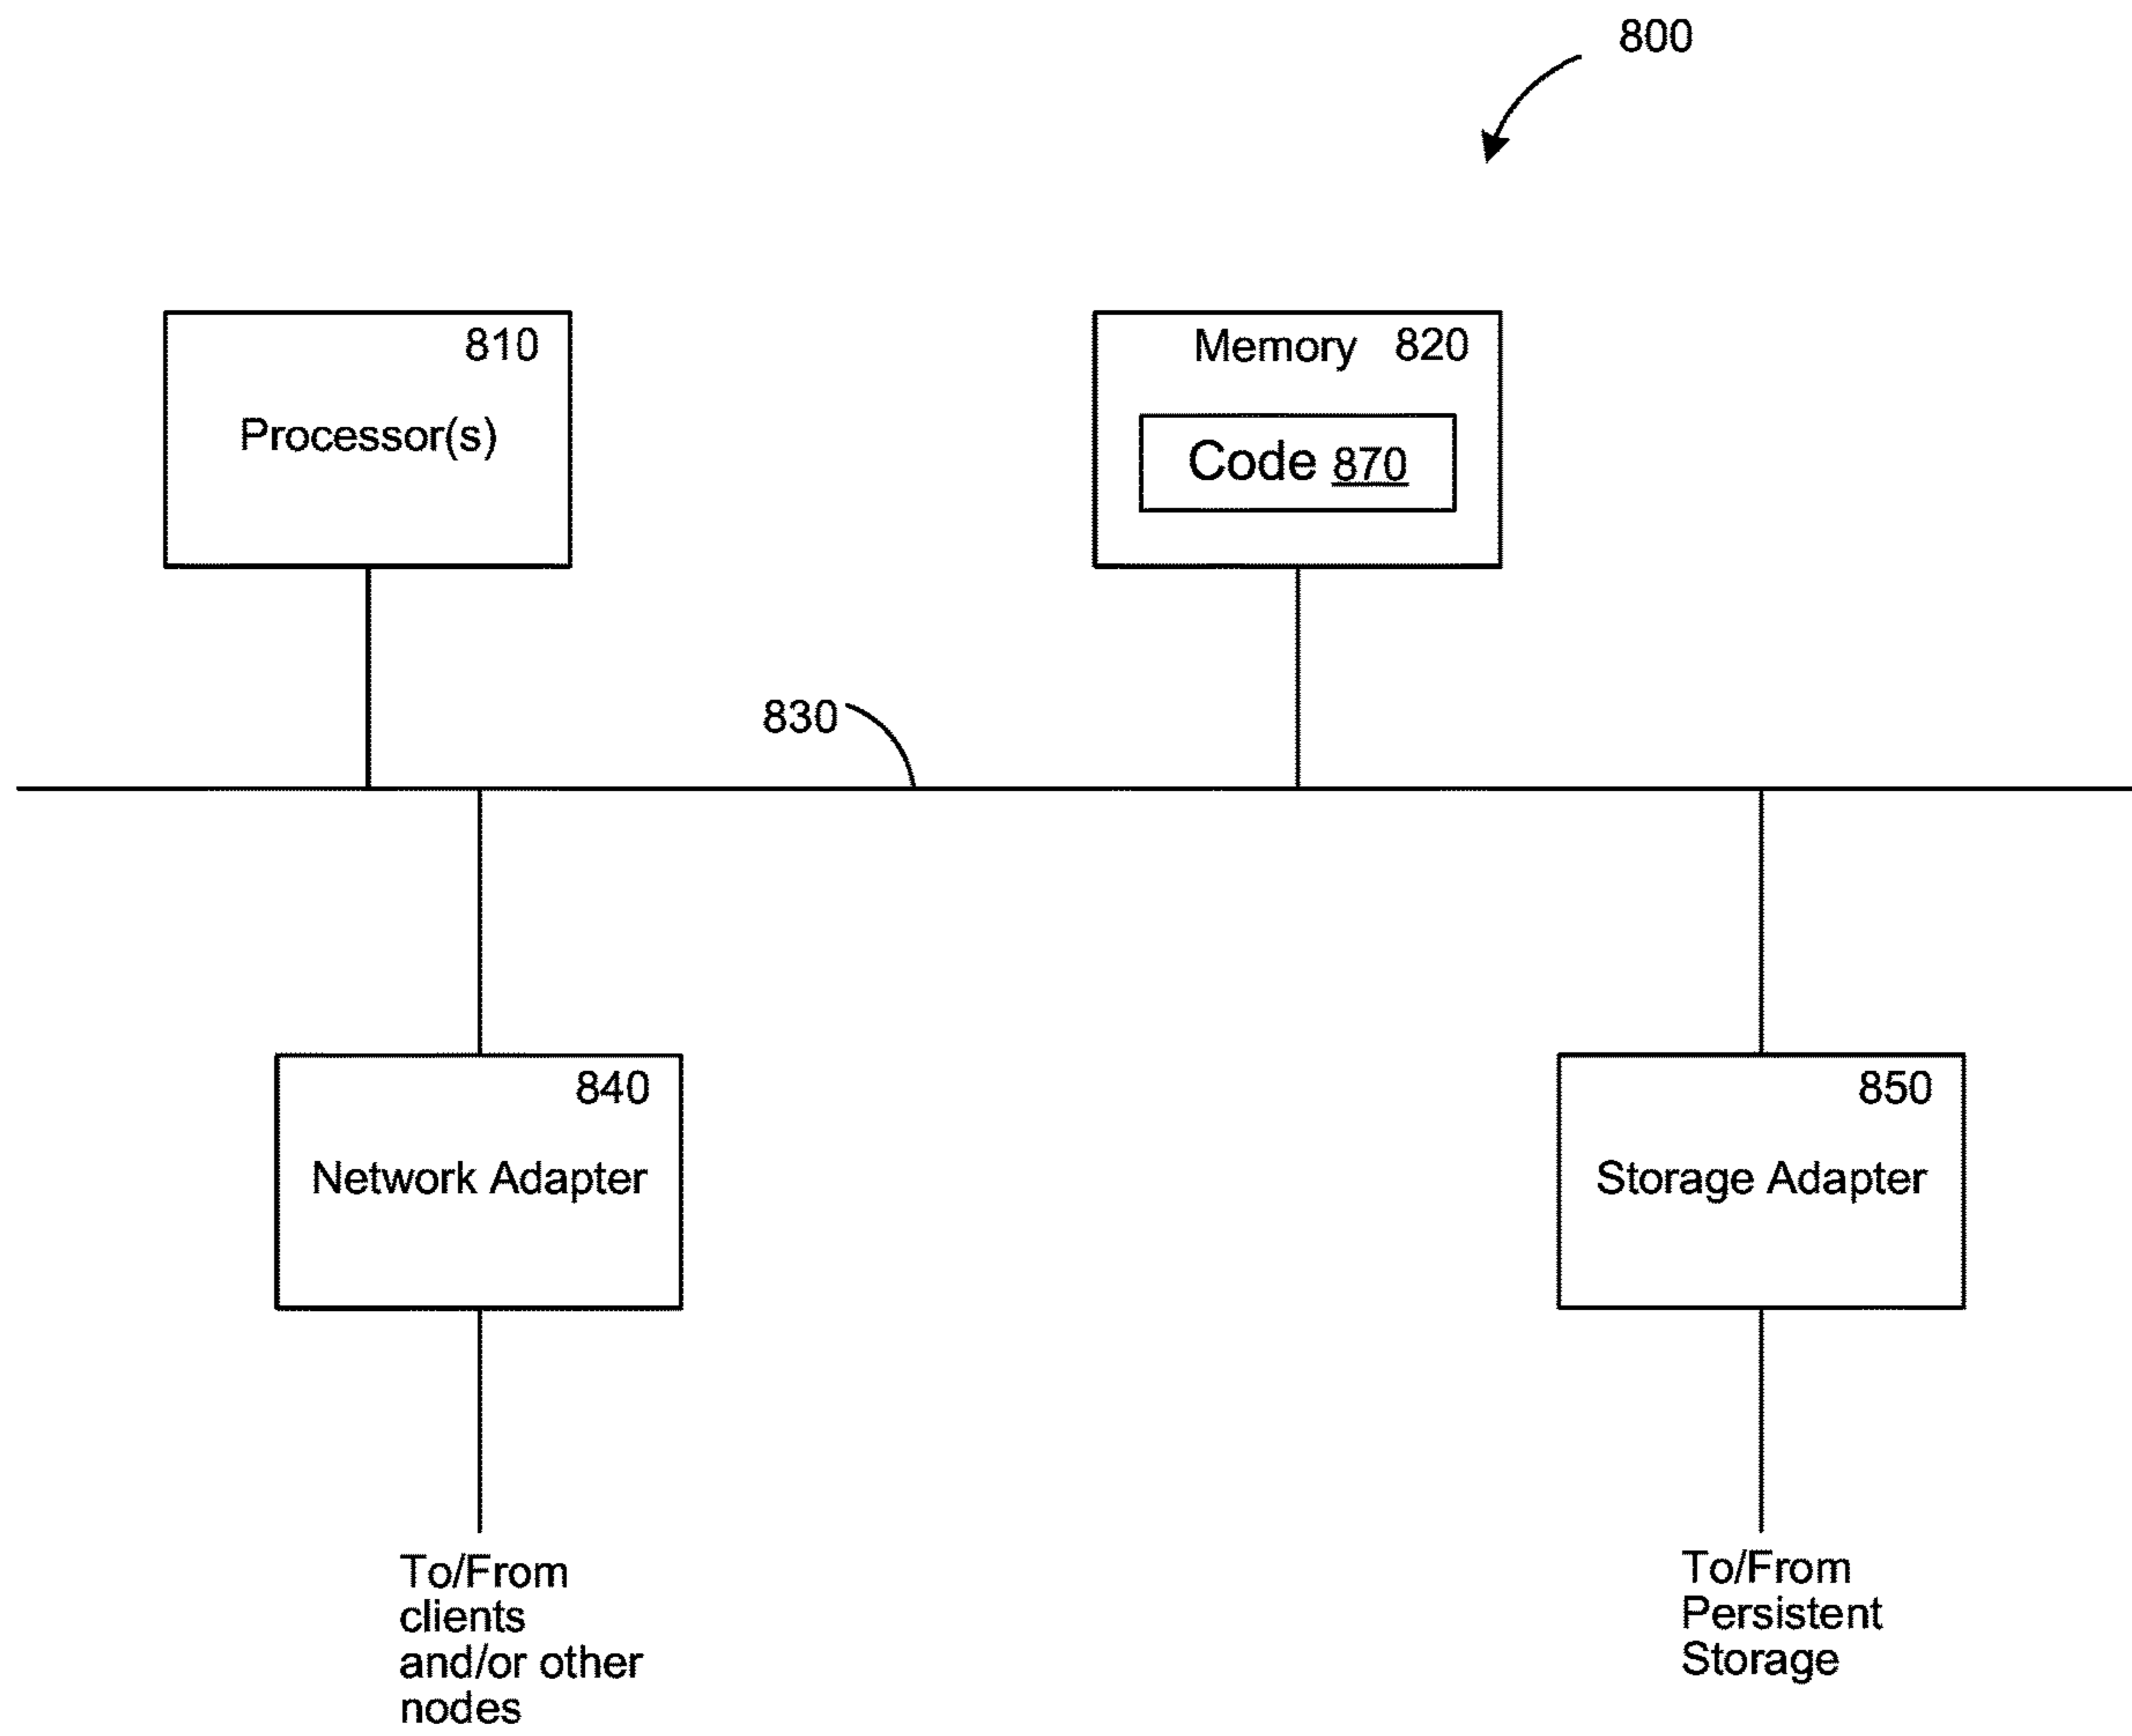 800
810
Processor(s)
Memory 820
Code 870
830
840
Network Adapter
850
Storage Adapter
To/From
clients
and/or other
nodes
To/From
Persistent
Storage